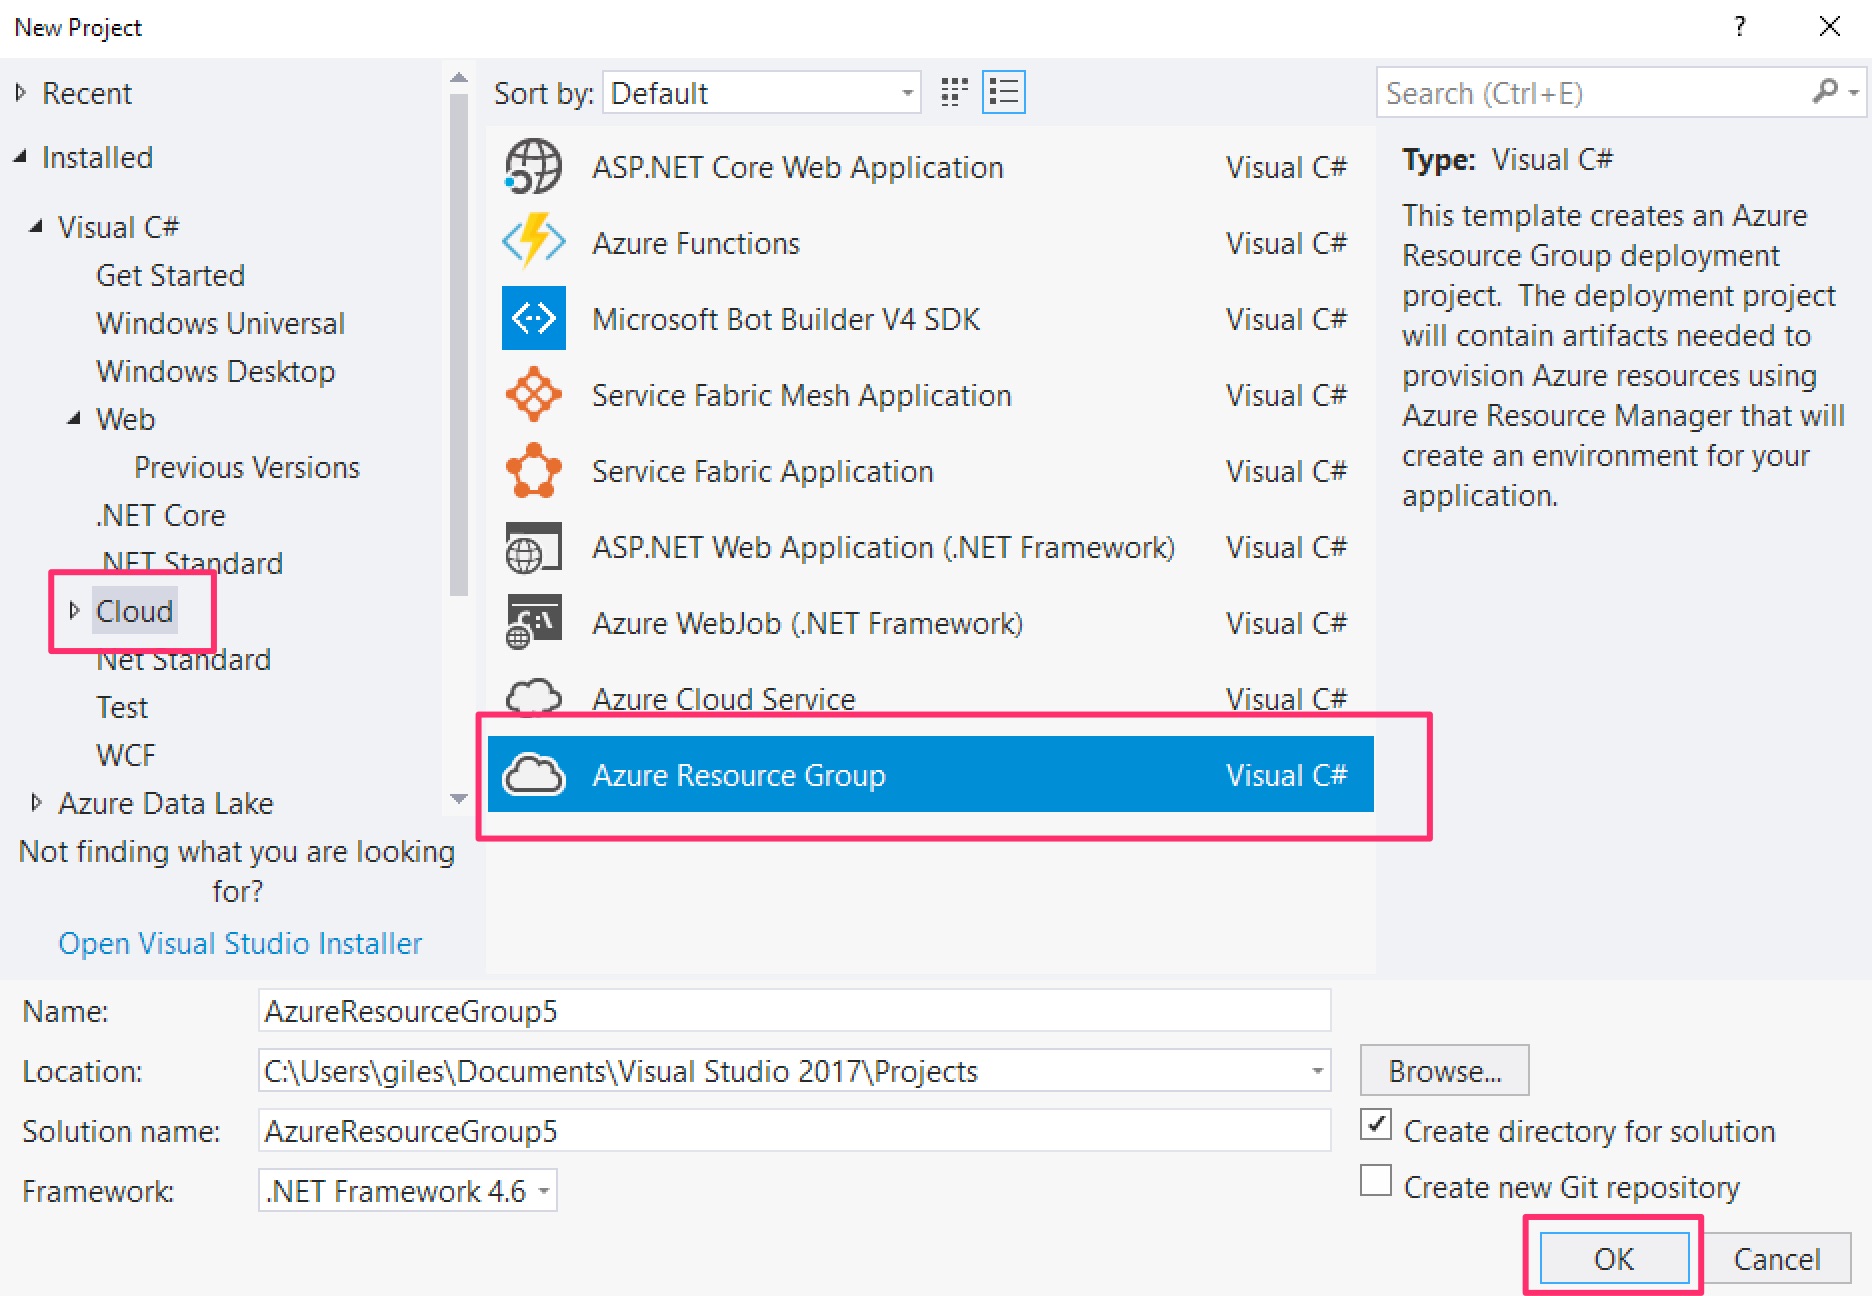 New Project
?
Recent
Installed
Visual C#
Get Started
Windows Universal
Windows Desktop
Web
Previous Versions
.NET Core
.NET Standard
Cloud
Net Standard
Test
WCF
Azure Data Lake
Not finding what you are looking
for?
Open Visual Studio Installer
Sort by: Default
ASP.NET Core Web Application Visual C#
Azure Functions Visual C#
Microsoft Bot Builder V4 SDK Visual C#
Service Fabric Mesh Application Visual C#
Service Fabric Application Visual C#
ASP.NET Web Application (.NET Framework) Visual C#
Azure WebJob (.NET Framework) Visual C#
Azure Cloud Service Visual C#
Azure Resource Group Visual C#
Search (Ctrl+E)
Type: Visual C#
This template creates an Azure
Resource Group deployment
project. The deployment project
will contain artifacts needed to
provision Azure resources using
Azure Resource Manager that will
create an environment for your
application.
Name: AzureResourceGroup5
Location: C:\Users\giles\Documents\Visual Studio 2017\Projects
Browse...
Solution name: AzureResourceGroup5
Create directory for solution
Framework: .NET Framework 4.6
Create new Git repository
OK
Cancel